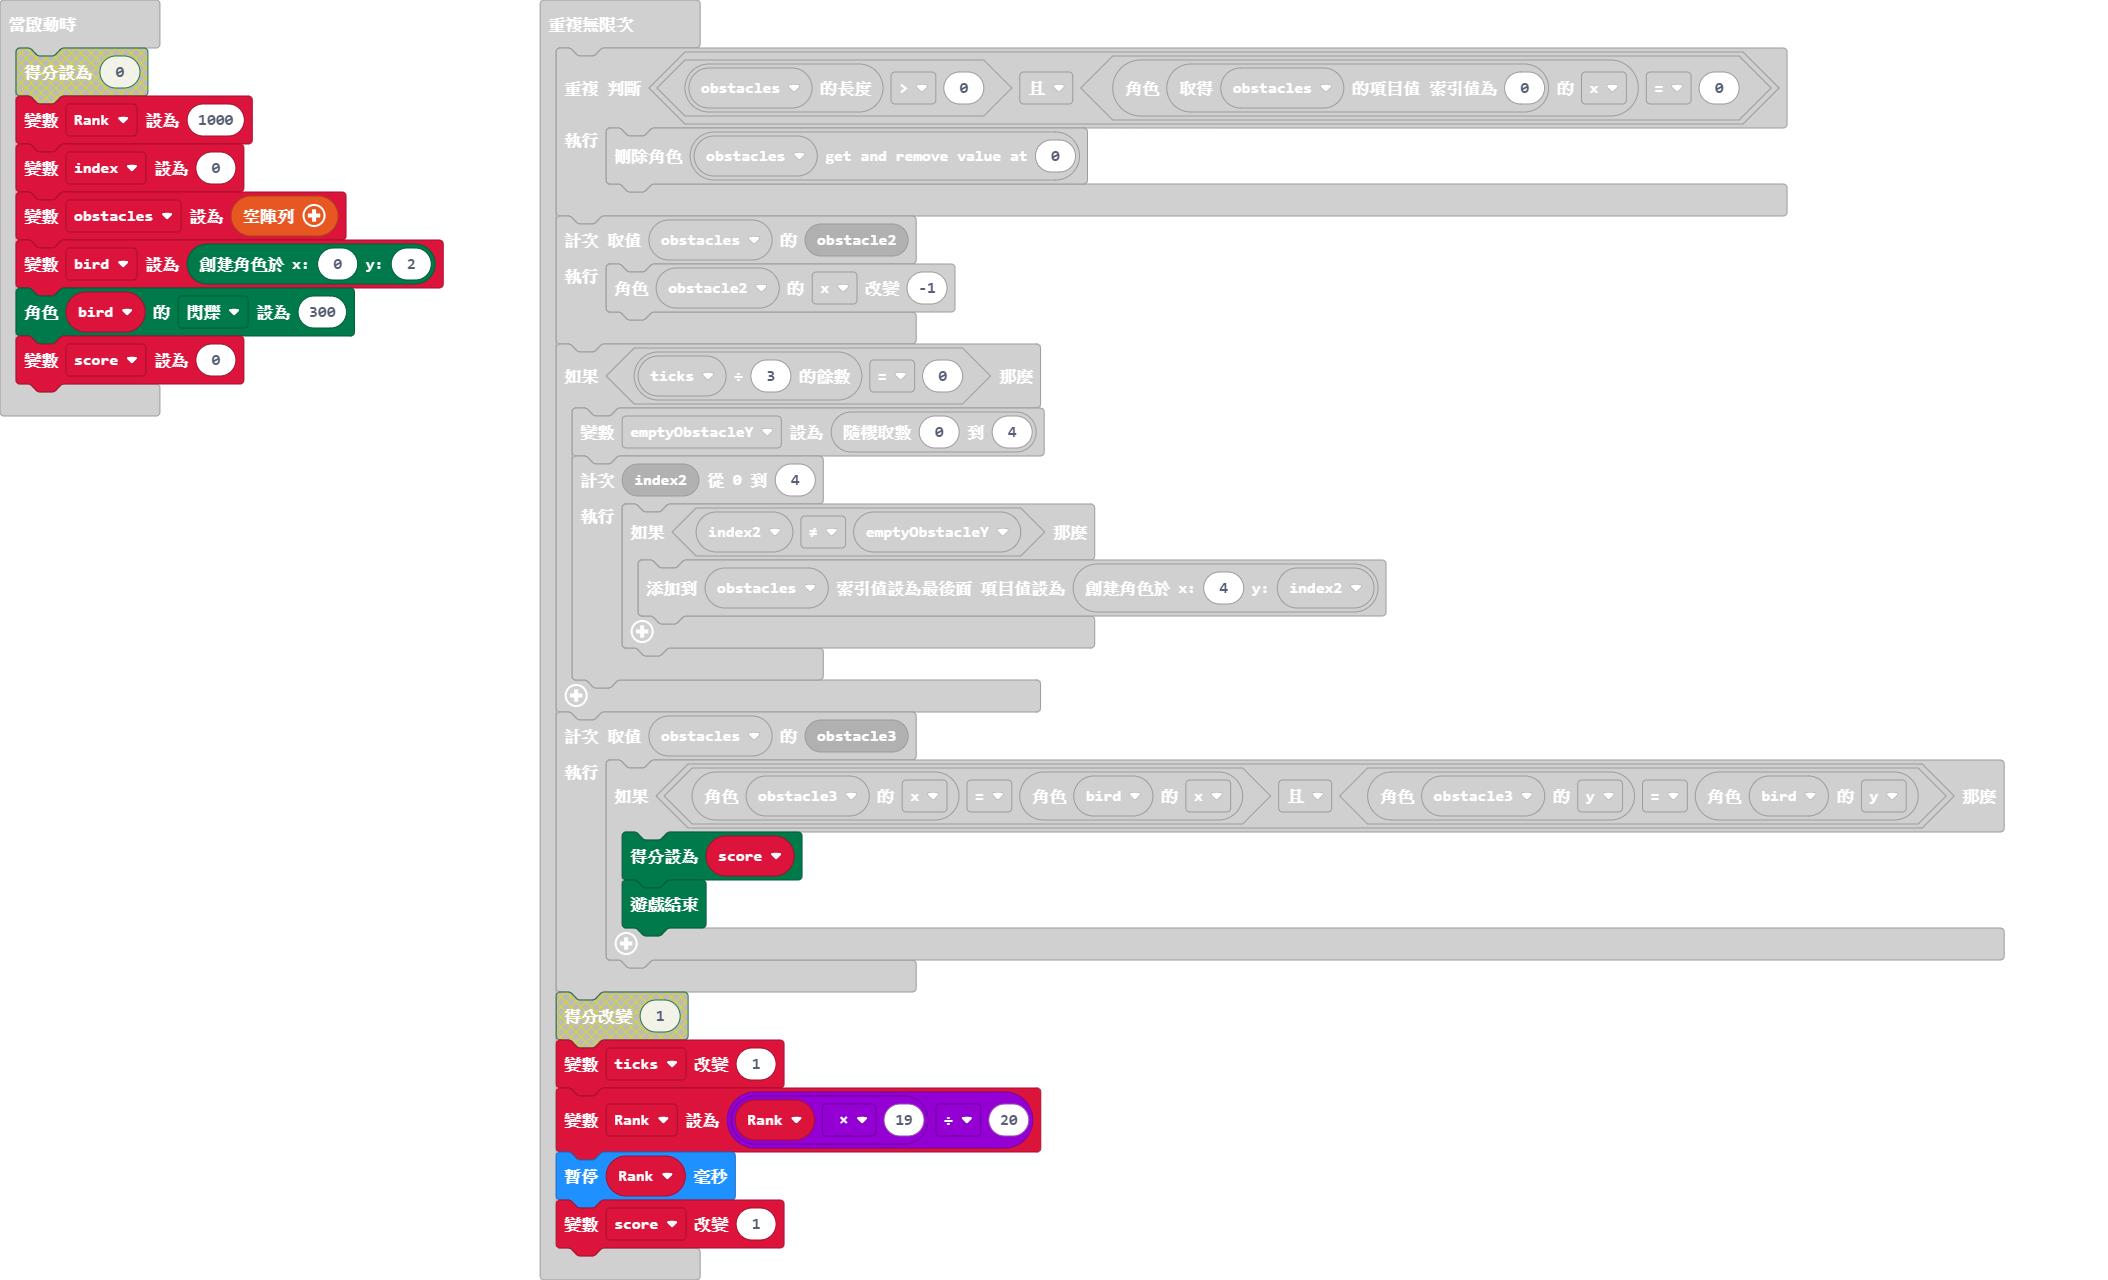 當啟動時
得分設為 0
變數 Rank 設為 1000
變數 index 設為 0
變數 obstacles 設為 空陣列
變數 bird 設為 創建角色於 x: 0 y: 2
角色 bird 的 閃爍 設為 300
變數 score 設為 0
重複無限次
重複 判斷 obstacles 的長度 > 0 且 角色 取得 obstacles 的項目值 索引值為 0 的 x = 0
執行
刪除角色 obstacles get and remove value at 0
計次 取值 obstacles 的 obstacle2
執行
角色 obstacle2 的 x 改變 -1
如果 ticks ÷ 3 的餘數 = 0 那麼
變數 emptyObstacleY 設為 隨機取數 0 到 4
計次 index2 從 0 到 4
執行
如果 index2 ≠ emptyObstacleY 那麼
添加到 obstacles 索引值設為最後面 項目值設為 創建角色於 x: 4 y: index2
計次 取值 obstacles 的 obstacle3
執行
如果 角色 obstacle3 的 x = 角色 bird 的 x 且 角色 obstacle3 的 y = 角色 bird 的 y 那麼
得分設為 score
遊戲結束
得分改變 1
變數 ticks 改變 1
變數 Rank 設為 Rank × 19 ÷ 20
暫停 Rank 毫秒
變數 score 改變 1